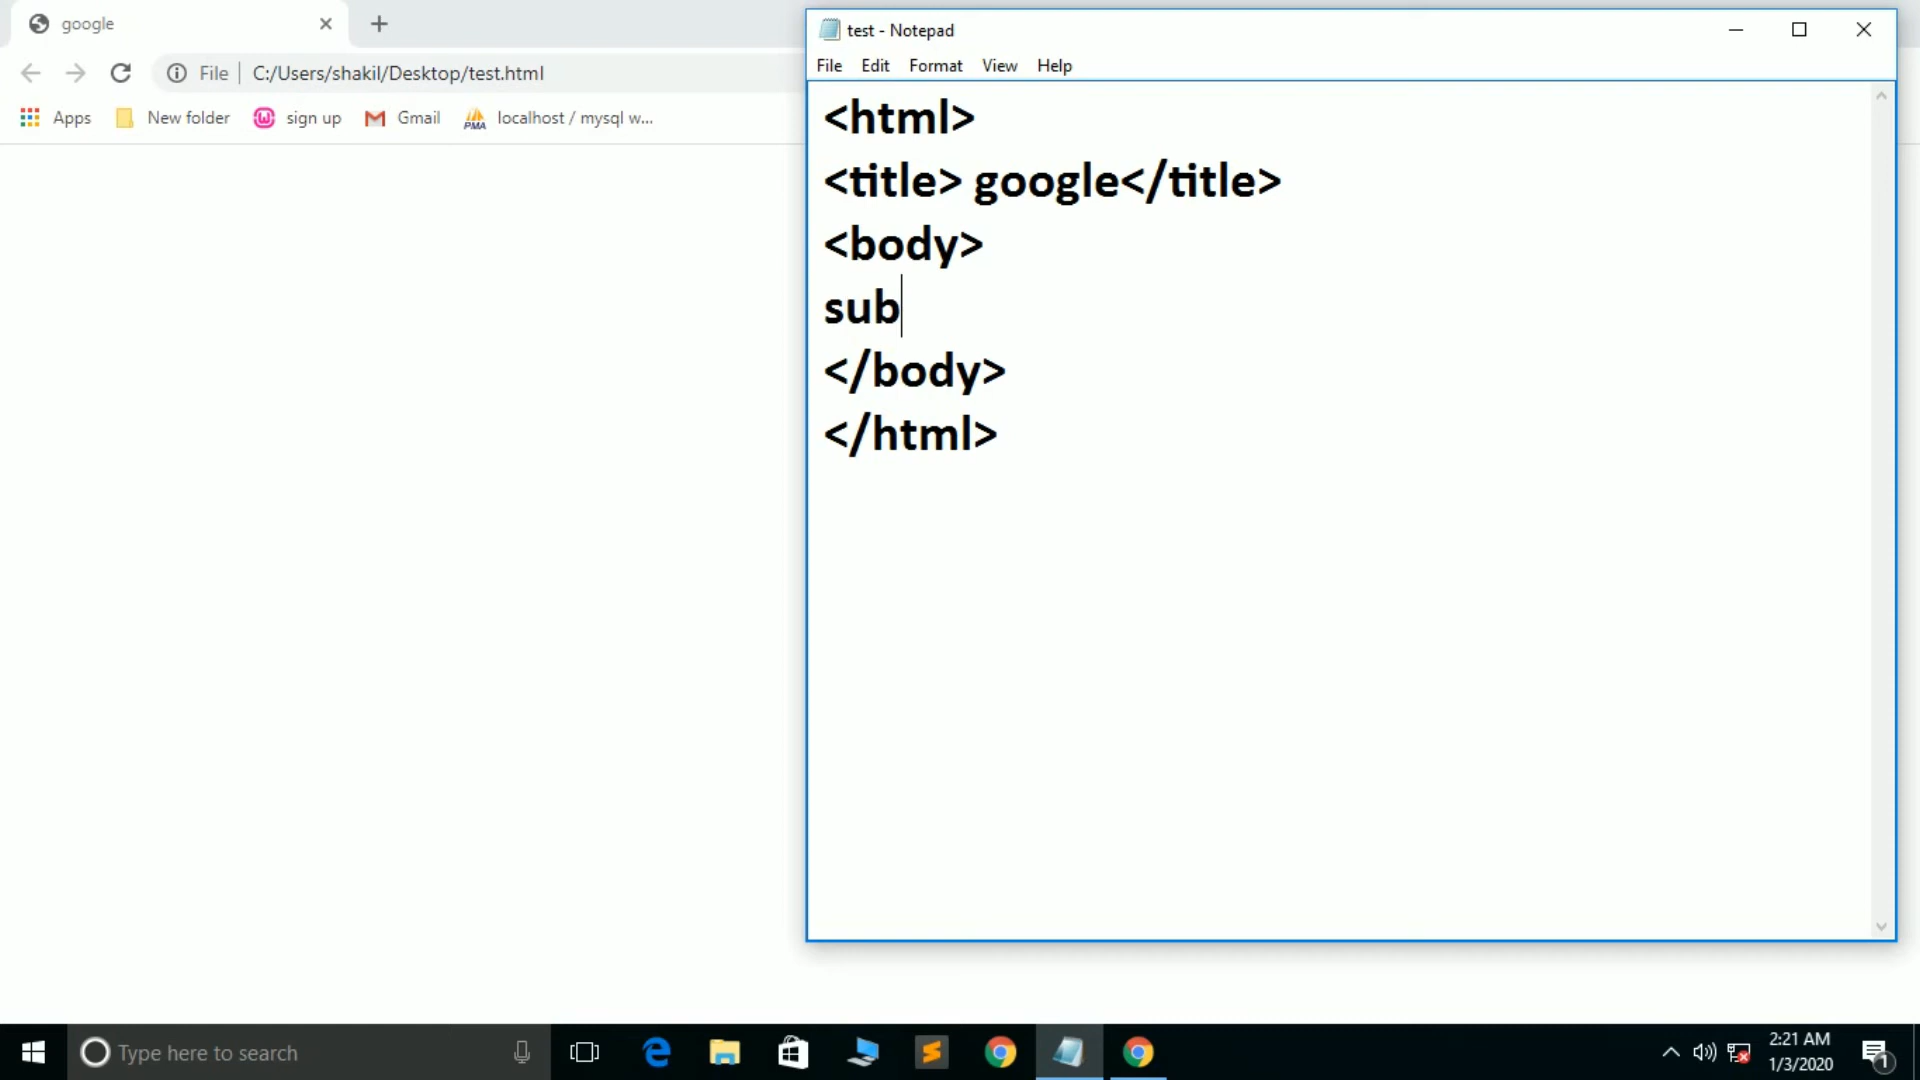 google
test - Notepad
File C:/Users/shakil/Desktop/test.html
File Edit Format View Help
Apps New folder sign up Gmail localhost / mysql w...
PMA
<html>
<title> google</title>
<body>
sub
</body>
</html>
Type here to search
2:21 AM
1/3/2020
1